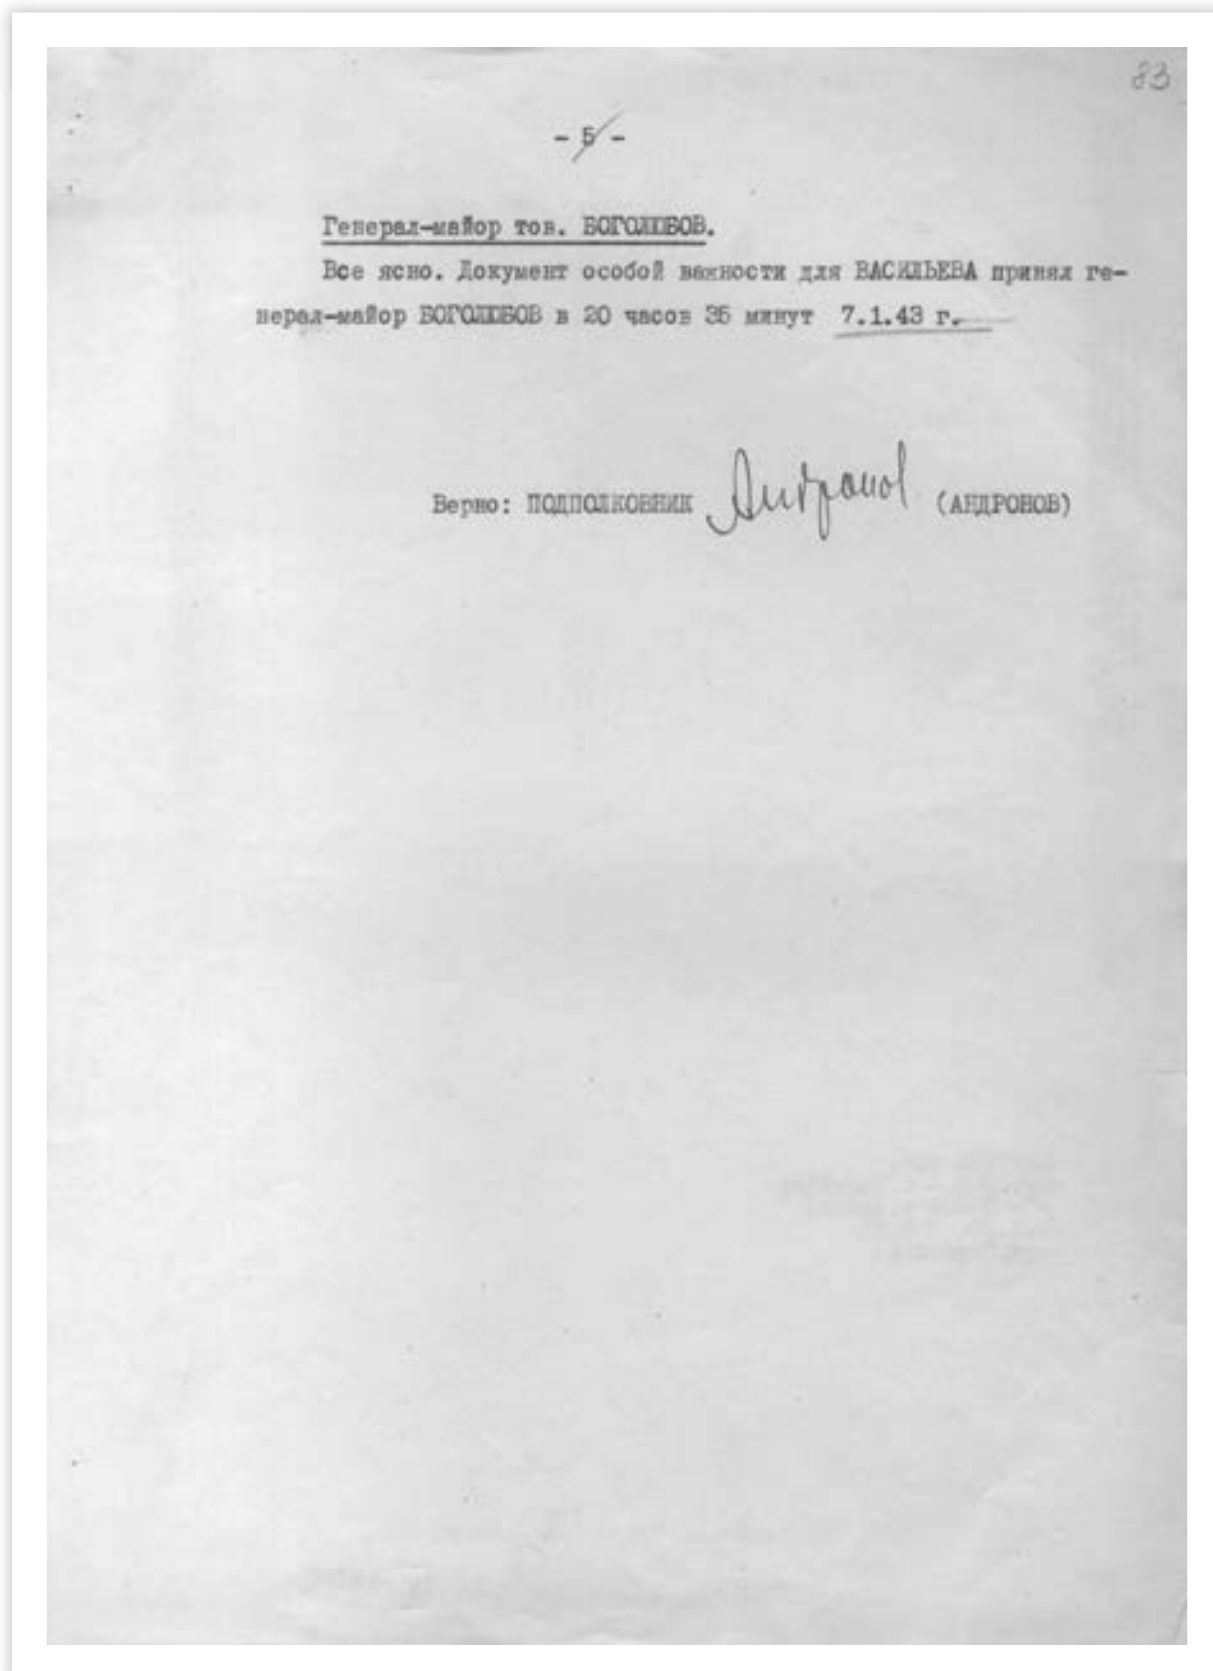 83
- 5 -
Генерал-майор тов. БОГОЛЮБОВ.
Все ясно. Документ особой важности для ВАСИЛЬЕВА принял ге-
нерал-майор БОГОЛЮБОВ в 20 часов 35 минут 7.1.43 г.
Верно: ПОДПОЛКОВНИК Андронов (АНДРОНОВ)